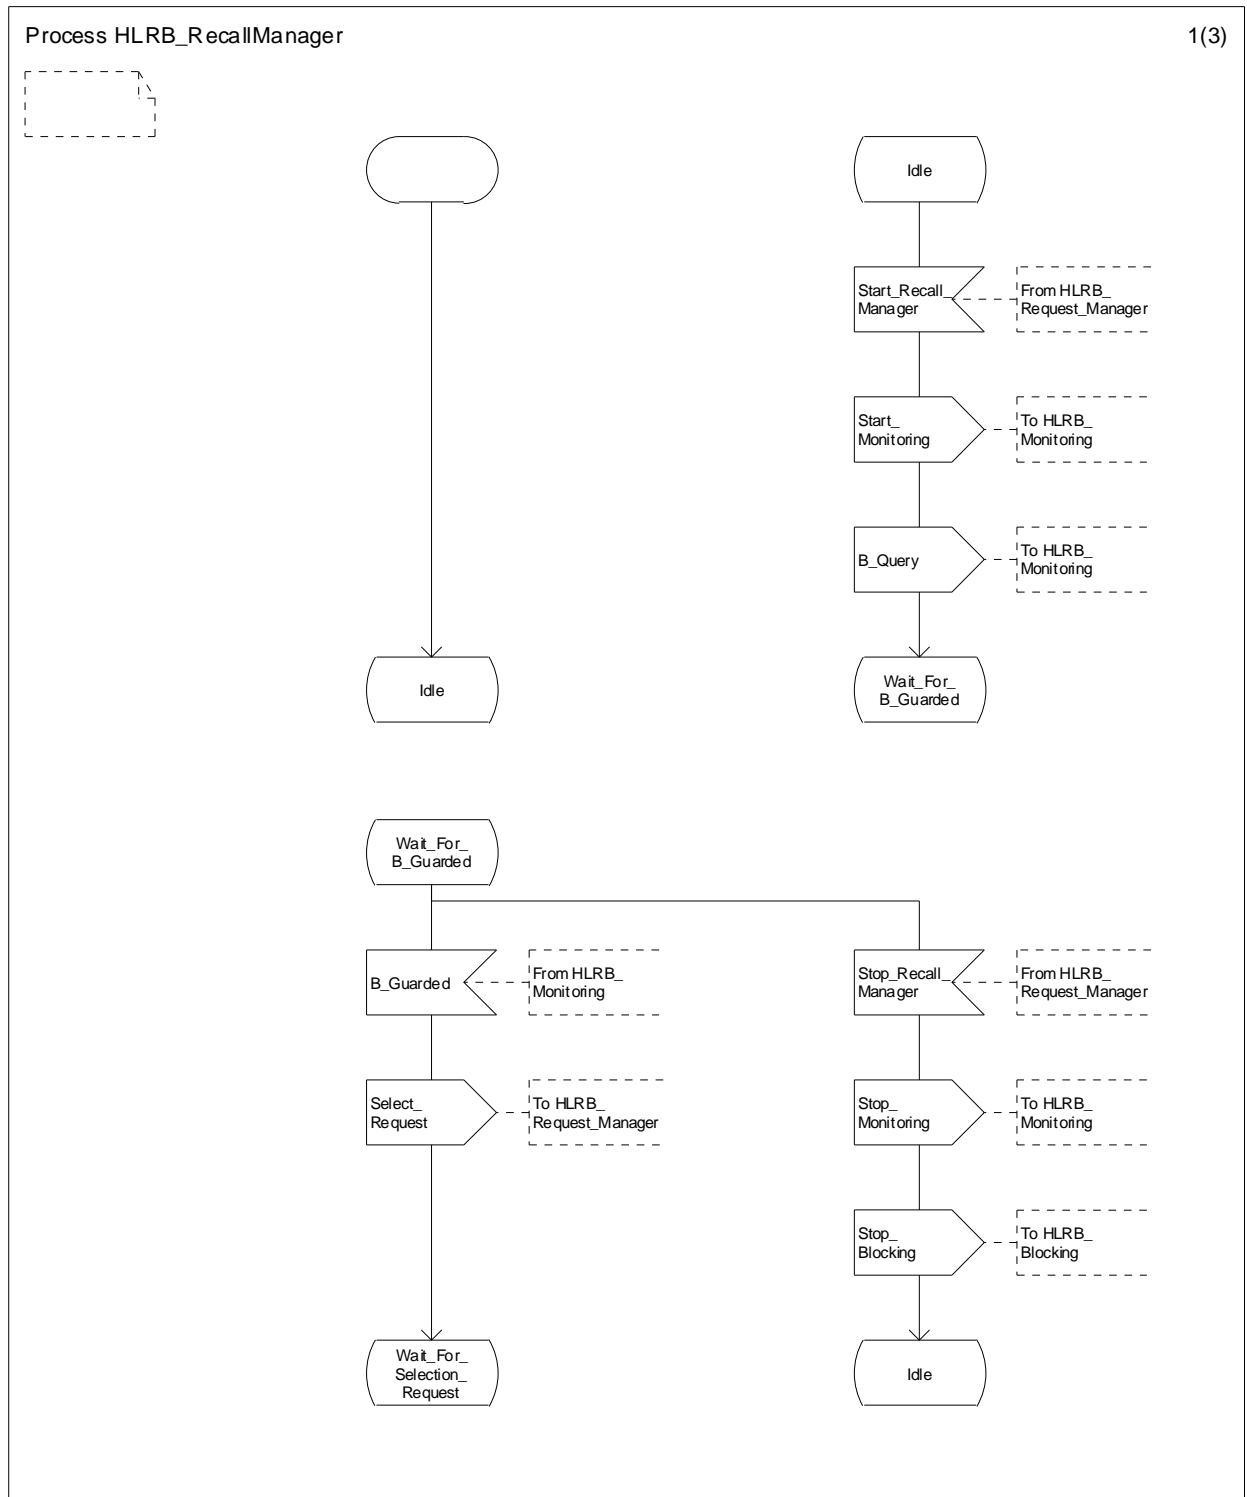 Process HLRB_RecallManager
1(3)
Idle
Start_Recall_
Manager
From HLRB_
Request_Manager
Start_
Monitoring
To HLRB_
Monitoring
B_Query
To HLRB_
Monitoring
Idle
Wait_For_
B_Guarded
Wait_For_
B_Guarded
B_Guarded
From HLRB_
Monitoring
Stop_Recall_
Manager
From HLRB_
Request_Manager
Select_
Request
To HLRB_
Request_Manager
Stop_
Monitoring
To HLRB_
Monitoring
Stop_
Blocking
To HLRB_
Blocking
Wait_For_
Selection_
Request
Idle